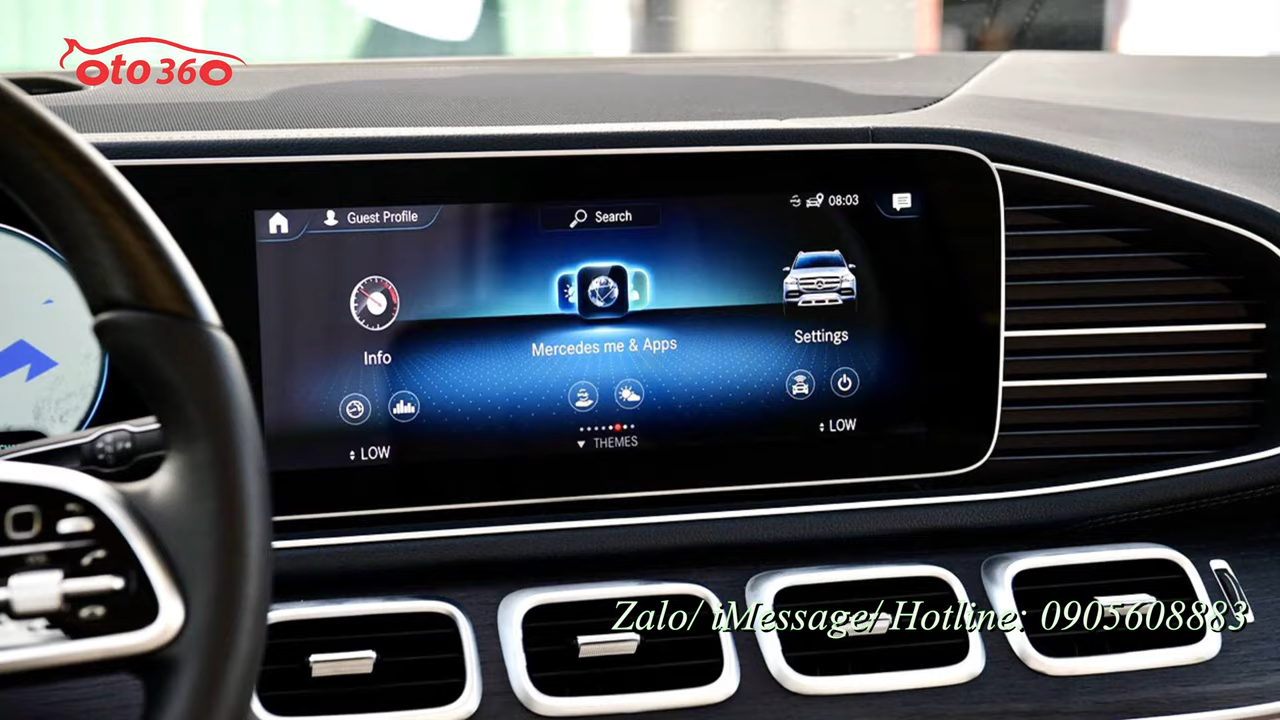 oto360
Guest Profile
Search
08:03
Info
Mercedes me & Apps
Settings
LOW
THEMES
LOW
Zalo/ iMessage/ Hotline: 0905608883